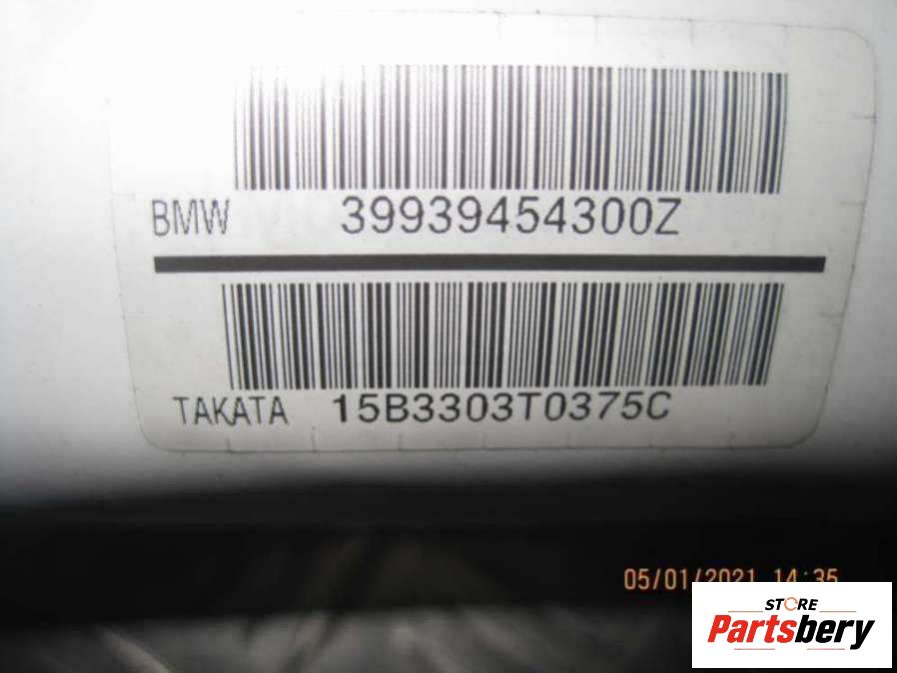 BMW 39939454300Z
TAKATA 15B3303T0375C
05/01/2021 14:35
STORE
Partsbery